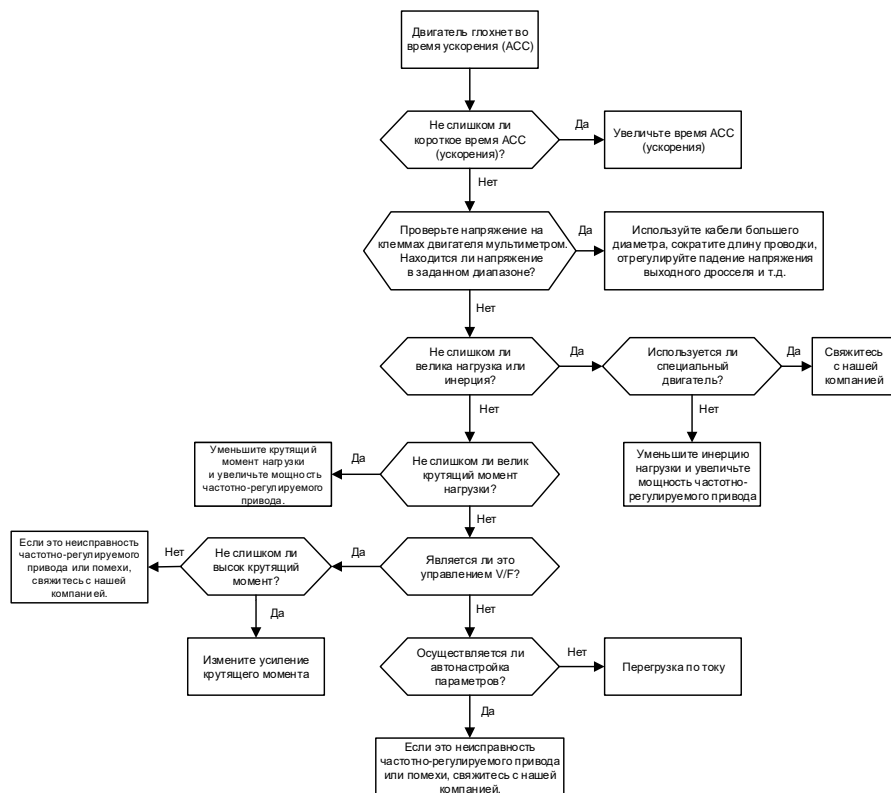 Двигатель глохнет во
время ускорения (ACC)
Не слишком ли
короткое время ACC
(ускорения)?
Да
Увеличьте время ACC
(ускорения)
Нет
Проверьте напряжение на
клеммах двигателя мультиметром.
Находится ли напряжение
в заданном диапазоне?
Да
Используйте кабели большего
диаметра, сократите длину проводки,
отрегулируйте падение напряжения
выходного дросселя и т.д.
Нет
Не слишком ли
велика нагрузка или
инерция?
Да
Используется ли
специальный
двигатель?
Да
Свяжитесь
с нашей
компанией
Нет
Нет
Уменьшите инерцию
нагрузки и увеличьте
мощность частотно-
регулируемого привода
Не слишком ли велик
крутящий момент
нагрузки?
Да
Уменьшите крутящий
момент нагрузки
и увеличьте мощность
частотно-регулируемого
привода.
Нет
Является ли это
управлением V/F?
Да
Не слишком ли
высок крутящий
момент?
Нет
Если это неисправность
частотно-регулируемого
привода или помехи,
свяжитесь с нашей
компанией.
Да
Измените усиление
крутящего момента
Нет
Осуществляется ли
автонастройка
параметров?
Нет
Перегрузка по току
Да
Если это неисправность
частотно-регулируемого привода
или помехи, свяжитесь с нашей
компанией.